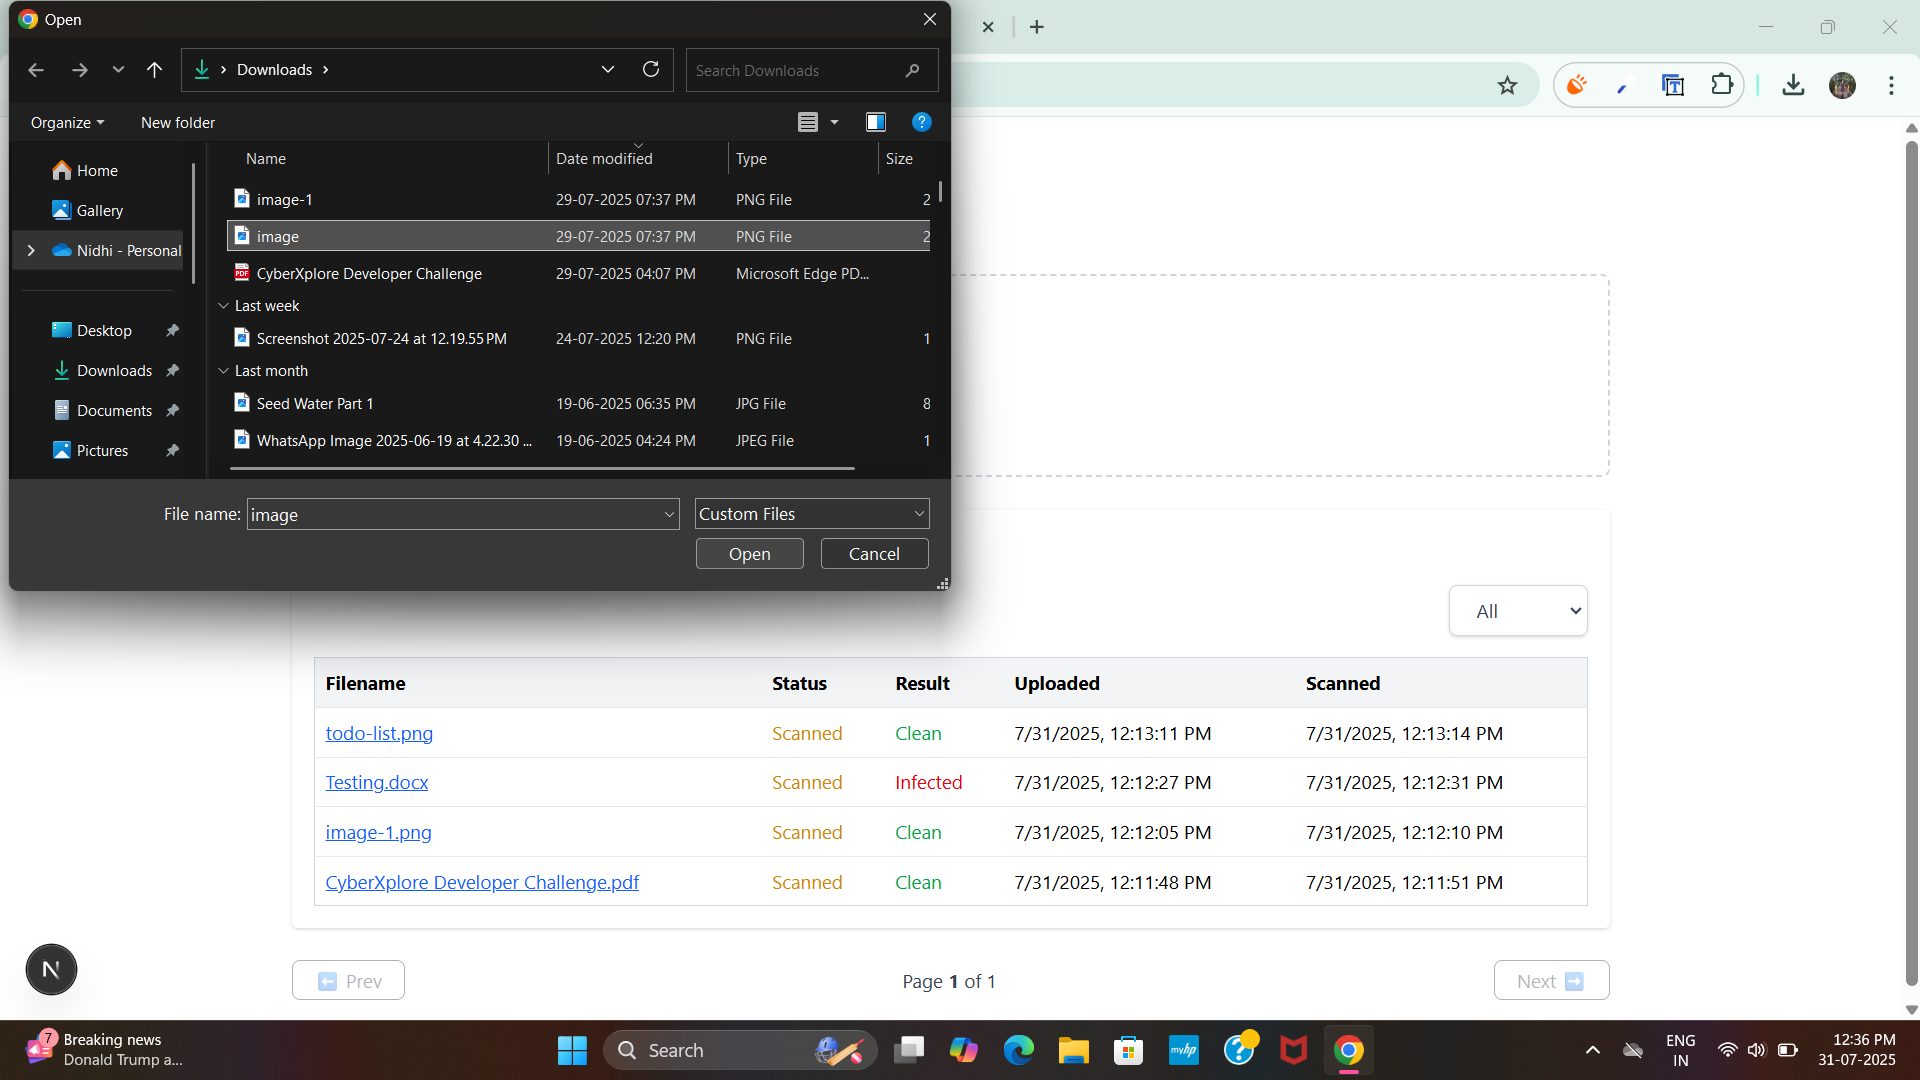 Open
Downloads
Search Downloads
Organize
New folder
?
Home
Gallery
Nidhi - Personal
Desktop
Downloads
Documents
Pictures
Name Date modified Type Size
image-1 29-07-2025 07:37 PM PNG File 2
image 29-07-2025 07:37 PM PNG File 2
CyberXplore Developer Challenge 29-07-2025 04:07 PM Microsoft Edge PD...
Last week
Screenshot 2025-07-24 at 12.19.55 PM 24-07-2025 12:20 PM PNG File 1
Last month
Seed Water Part 1 19-06-2025 06:35 PM JPG File 8
WhatsApp Image 2025-06-19 at 4.22.30 ... 19-06-2025 04:24 PM JPEG File 1
File name: image Custom Files
Open Cancel
All
Filename Status Result Uploaded Scanned
todo-list.png Scanned Clean 7/31/2025, 12:13:11 PM 7/31/2025, 12:13:14 PM
Testing.docx Scanned Infected 7/31/2025, 12:12:27 PM 7/31/2025, 12:12:31 PM
image-1.png Scanned Clean 7/31/2025, 12:12:05 PM 7/31/2025, 12:12:10 PM
CyberXplore Developer Challenge.pdf Scanned Clean 7/31/2025, 12:11:48 PM 7/31/2025, 12:11:51 PM
N
Prev Page 1 of 1 Next
7
Breaking news
Donald Trump a...
Search
myhp
ENG
IN
12:36 PM
31-07-2025